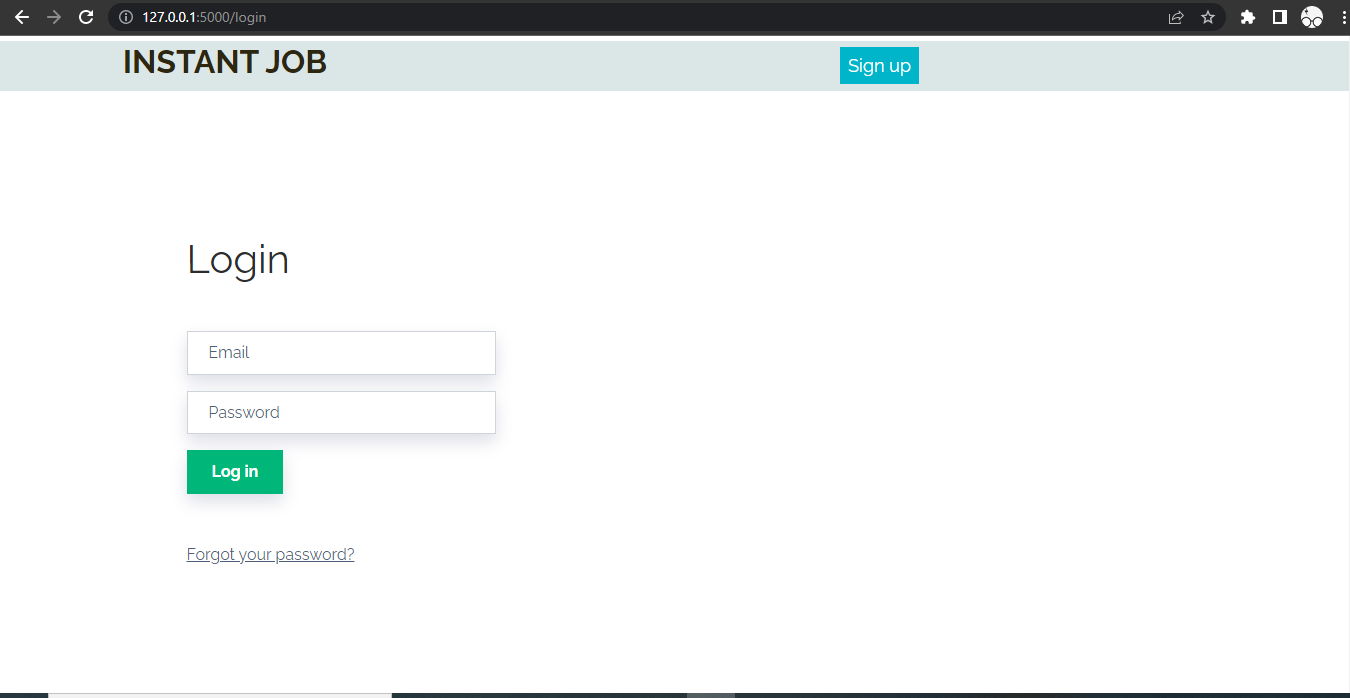 127.0.0.1:5000/login
INSTANT JOB
Sign up
Login
Email
Password
Log in
Forgot your password?